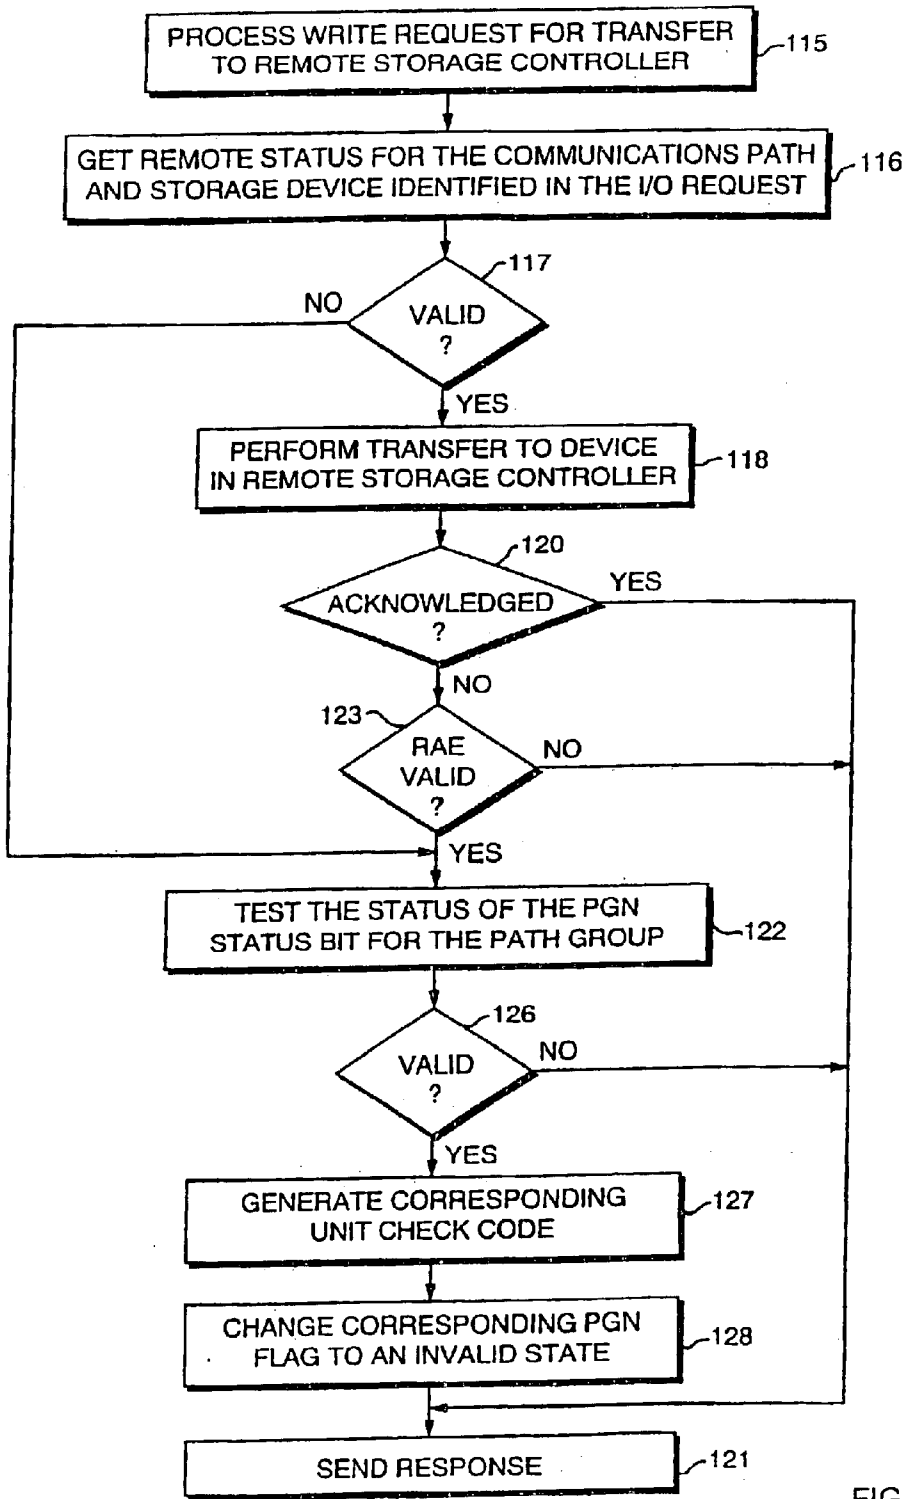 PROCESS WRITE REQUEST FOR TRANSFER
TO REMOTE STORAGE CONTROLLER
115
GET REMOTE STATUS FOR THE COMMUNICATIONS PATH
AND STORAGE DEVICE IDENTIFIED IN THE I/O REQUEST
116
117
NO
VALID
?
YES
PERFORM TRANSFER TO DEVICE
IN REMOTE STORAGE CONTROLLER
118
120
YES
ACKNOWLEDGED
?
NO
123
RAE
VALID
?
NO
YES
TEST THE STATUS OF THE PGN
STATUS BIT FOR THE PATH GROUP
122
126
NO
VALID
?
YES
GENERATE CORRESPONDING
UNIT CHECK CODE
127
CHANGE CORRESPONDING PGN
FLAG TO AN INVALID STATE
128
SEND RESPONSE
121
FIG